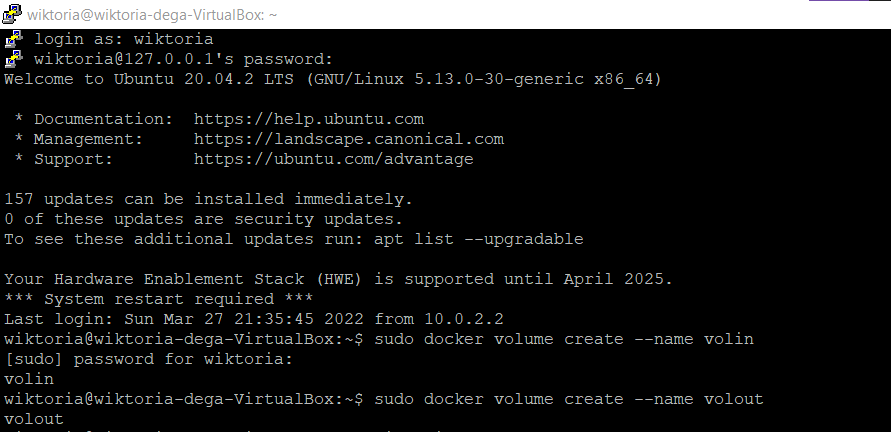 wiktoria@wiktoria-dega-VirtualBox: ~
login as: wiktoria
wiktoria@127.0.0.1's password:
Welcome to Ubuntu 20.04.2 LTS (GNU/Linux 5.13.0-30-generic x86_64)
* Documentation:  https://help.ubuntu.com
* Management:     https://landscape.canonical.com
* Support:        https://ubuntu.com/advantage
157 updates can be installed immediately.
0 of these updates are security updates.
To see these additional updates run: apt list --upgradable
Your Hardware Enablement Stack (HWE) is supported until April 2025.
*** System restart required ***
Last login: Sun Mar 27 21:35:45 2022 from 10.0.2.2
wiktoria@wiktoria-dega-VirtualBox:~$ sudo docker volume create --name volin
[sudo] password for wiktoria:
volin
wiktoria@wiktoria-dega-VirtualBox:~$ sudo docker volume create --name volout
volout